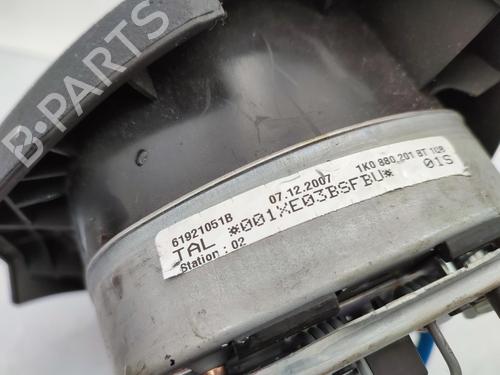 B-PARTS
61921051B 07.12.2007 1K0 880 201 BT 1QB
TAL *001XE03BSFBU* 01S
Station : 02